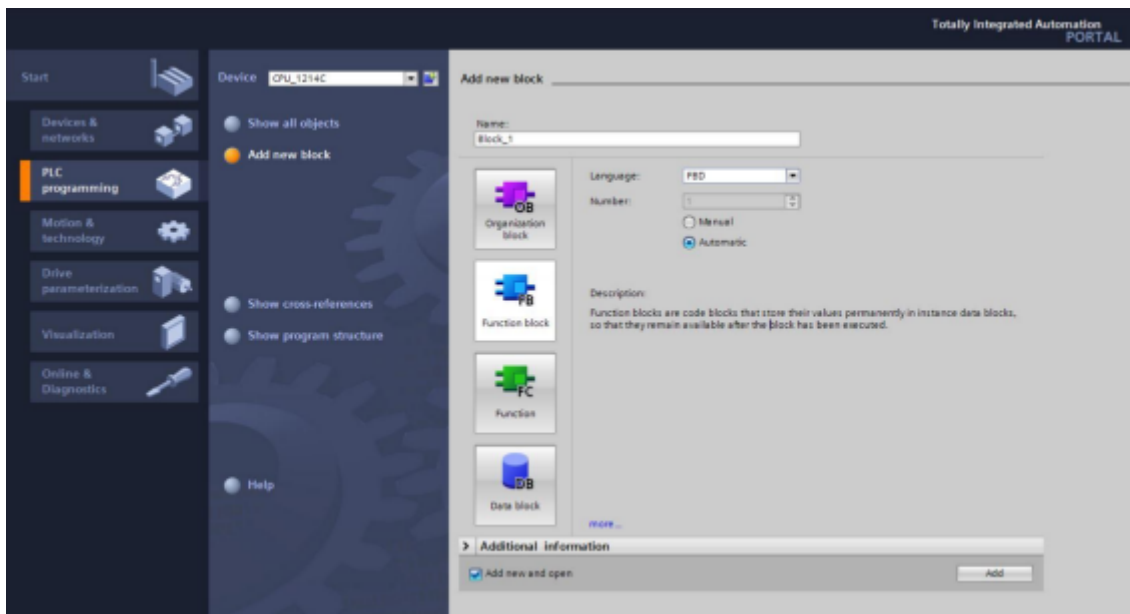 Totally Integrated Automation
PORTAL
Start
Devices &
networks
PLC
programming
Motion &
technology
Drive
parameterization
Visualization
Online &
Diagnostics
Device CPU_1214C
Show all objects
Add new block
Show cross-references
Show program structure
Help
Add new block
Name:
Block_1
OB
Organization
block
FB
Function block
FC
Function
DB
Data block
Language: FBD
Number: 1
Manual
Automatic
Description:
Function blocks are code blocks that store their values permanently in instance data blocks,
so that they remain available after the block has been executed.
more...
> Additional information
Add new and open
Add